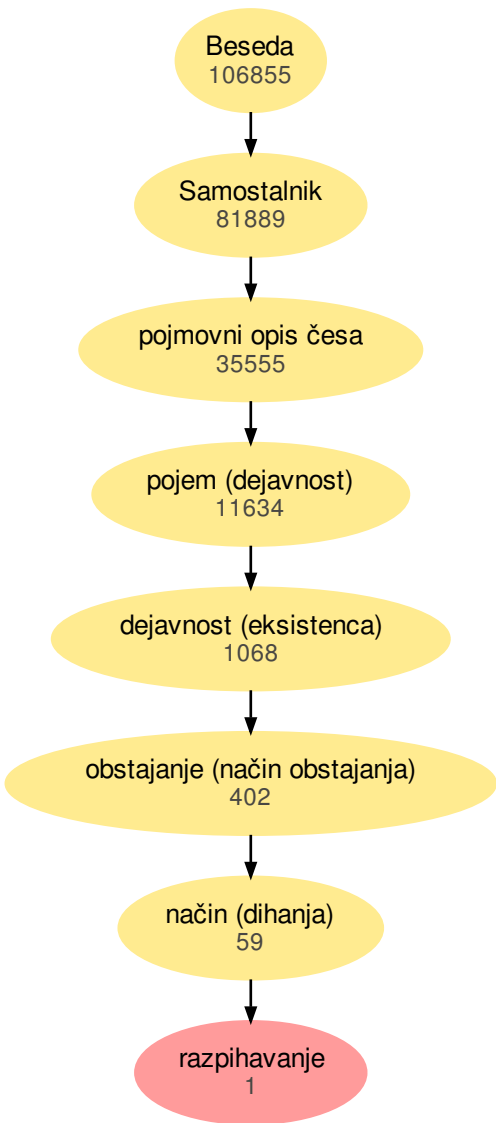 Beseda
106855
Samostalnik
81889
pojmovni opis česa
35555
pojem (dejavnost)
11634
dejavnost (eksistenca)
1068
obstajanje (način obstajanja)
402
način (dihanja)
59
razpihavanje
1